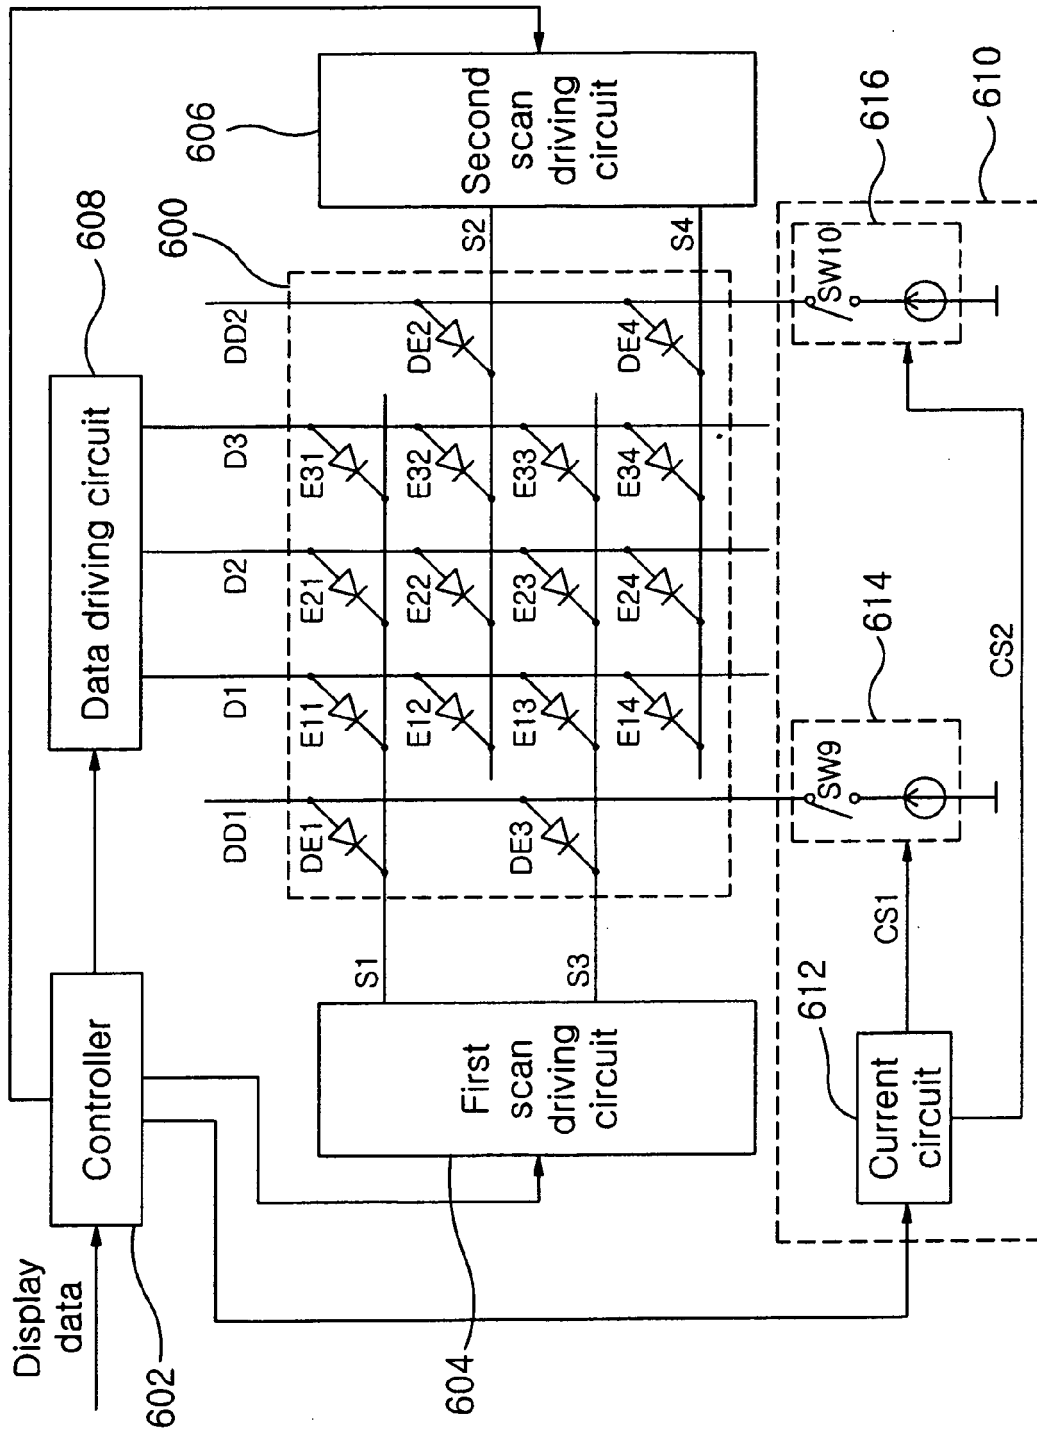 Display
data
602
Controller
Data driving circuit
608
600
606
604
First
scan
driving
circuit
Second
scan
driving
circuit
S1
S3
S2
S4
DD1
D1
D2
D3
DD2
DE1
E11
E21
E31
E12
E22
E32
DE2
DE3
E13
E23
E33
E14
E24
E34
DE4
612
Current
circuit
CS1
CS2
SW9
614
SW10
616
610